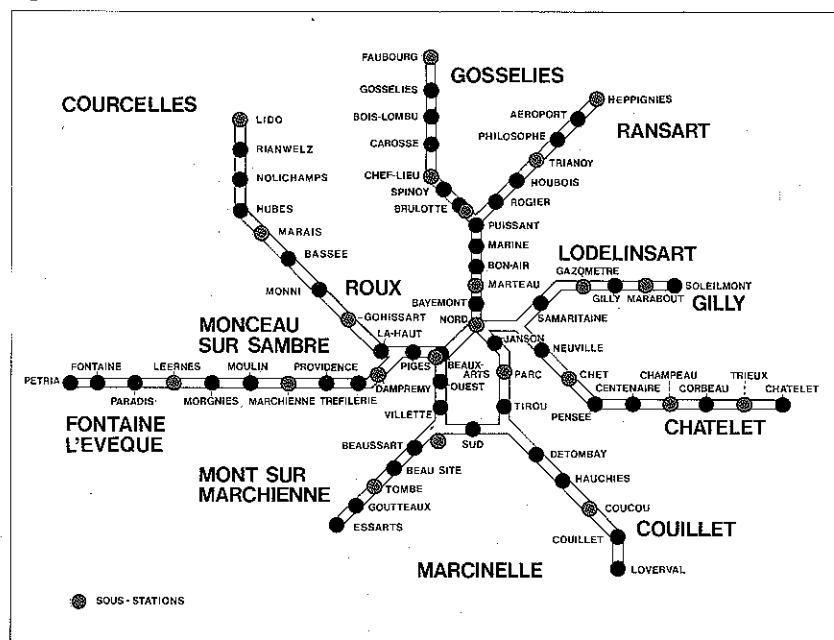 FAUBOURG
GOSSELIES
BOIS-LOMBU
CAROSSE
CHEF-LIEU
SPINOY
BRULOTTE
GOSSELIES
HEPPIGNIES
AEROPORT
PHILOSOPHE
TRIANOY
HOUBOIS
ROGIER
PUISSANT
RANSART
COURCELLES
LIDO
RIANWELZ
NOLICHAMPS
HUBES
MARAIS
BASSEE
MONNI
GOHISSART
LA-HAUT
ROUX
MARINE
BON-AIR
MARTEAU
BAYEMONT
NORD
LODELINSART
GAZOMETRE
SOLEILMONT
GILLY MARABOUT
GILLY
SAMARITAINE
MONCEAU
SUR SAMBRE
JANSON
NEUVILLE
PIGES
BEAUX-
ARTS
PARC
CHET
CHAMPEAU
TRIEUX
CENTENAIRE
CORBEAU
CHATELET
PENSEE
CHATELET
FONTAINE
LEERNES
MOULIN
PROVIDENCE
PETRIA
PARADIS
MORGNIES
MARCHIENNE
TREFILERIE
DAMPREMY
OUEST
FONTAINE
L'EVEQUE
VILLETTE
TIROU
SUD
BEAUSSART
BEAU SITE
TOMBE
GOUTTEAUX
ESSARTS
MONT SUR
MARCHIENNE
DETOMBAY
HAUCHIES
COUCOU
COUILLET
COUILLET
LOVERVAL
MARCINELLE
SOUS-STATIONS